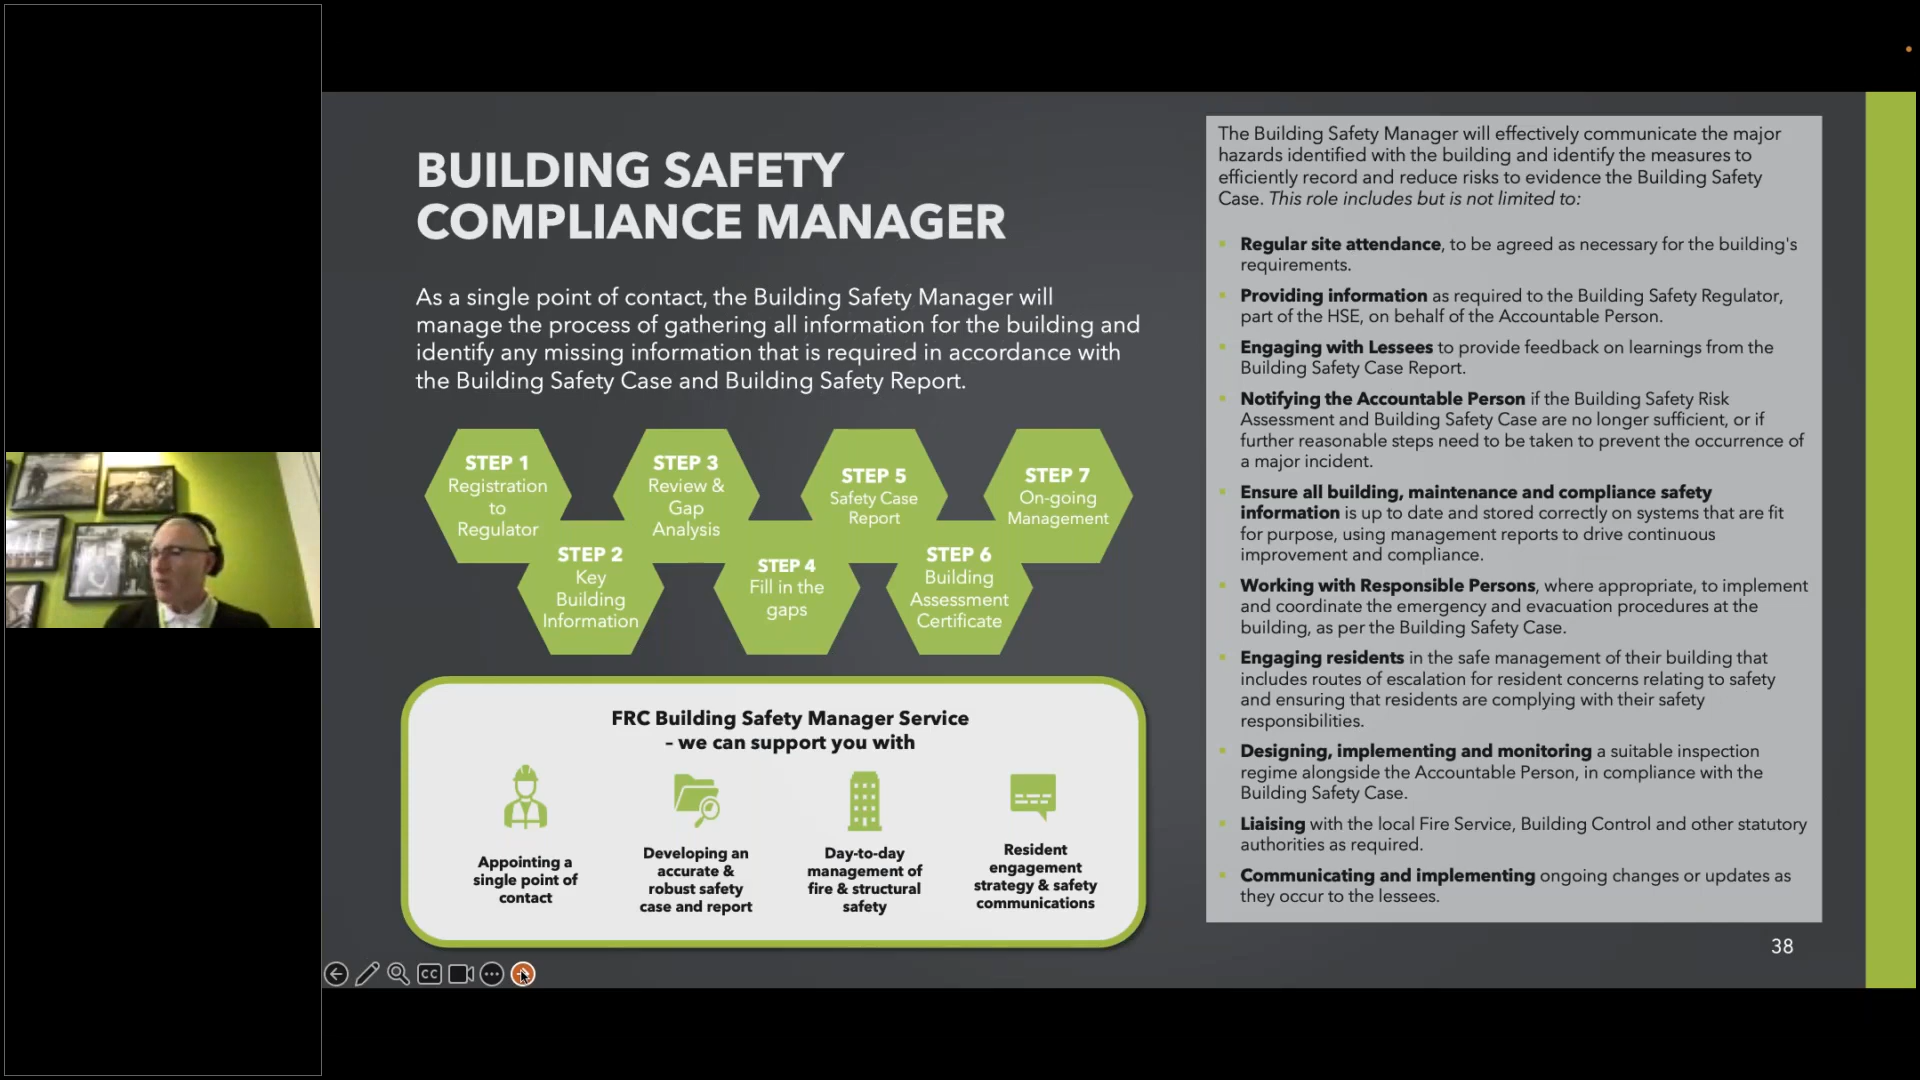 BUILDING SAFETY
COMPLIANCE MANAGER
As a single point of contact, the Building Safety Manager will
manage the process of gathering all information for the building and
identify any missing information that is required in accordance with
the Building Safety Case and Building Safety Report.
STEP 1
Registration
to
Regulator
STEP 2
Key
Building
Information
STEP 3
Review &
Gap
Analysis
STEP 4
Fill in the
gaps
STEP 5
Safety Case
Report
STEP 6
Building
Assessment
Certificate
STEP 7
On-going
Management
FRC Building Safety Manager Service
– we can support you with
Appointing a
single point of
contact
Developing an
accurate &
robust safety
case and report
Day-to-day
management of
fire & structural
safety
Resident
engagement
strategy & safety
communications
The Building Safety Manager will effectively communicate the major
hazards identified with the building and identify the measures to
efficiently record and reduce risks to evidence the Building Safety
Case. This role includes but is not limited to:
Regular site attendance, to be agreed as necessary for the building's
requirements.
Providing information as required to the Building Safety Regulator,
part of the HSE, on behalf of the Accountable Person.
Engaging with Lessees to provide feedback on learnings from the
Building Safety Case Report.
Notifying the Accountable Person if the Building Safety Risk
Assessment and Building Safety Case are no longer sufficient, or if
further reasonable steps need to be taken to prevent the occurrence of
a major incident.
Ensure all building, maintenance and compliance safety
information is up to date and stored correctly on systems that are fit
for purpose, using management reports to drive continuous
improvement and compliance.
Working with Responsible Persons, where appropriate, to implement
and coordinate the emergency and evacuation procedures at the
building, as per the Building Safety Case.
Engaging residents in the safe management of their building that
includes routes of escalation for resident concerns relating to safety
and ensuring that residents are complying with their safety
responsibilities.
Designing, implementing and monitoring a suitable inspection
regime alongside the Accountable Person, in compliance with the
Building Safety Case.
Liaising with the local Fire Service, Building Control and other statutory
authorities as required.
Communicating and implementing ongoing changes or updates as
they occur to the lessees.
38
CC